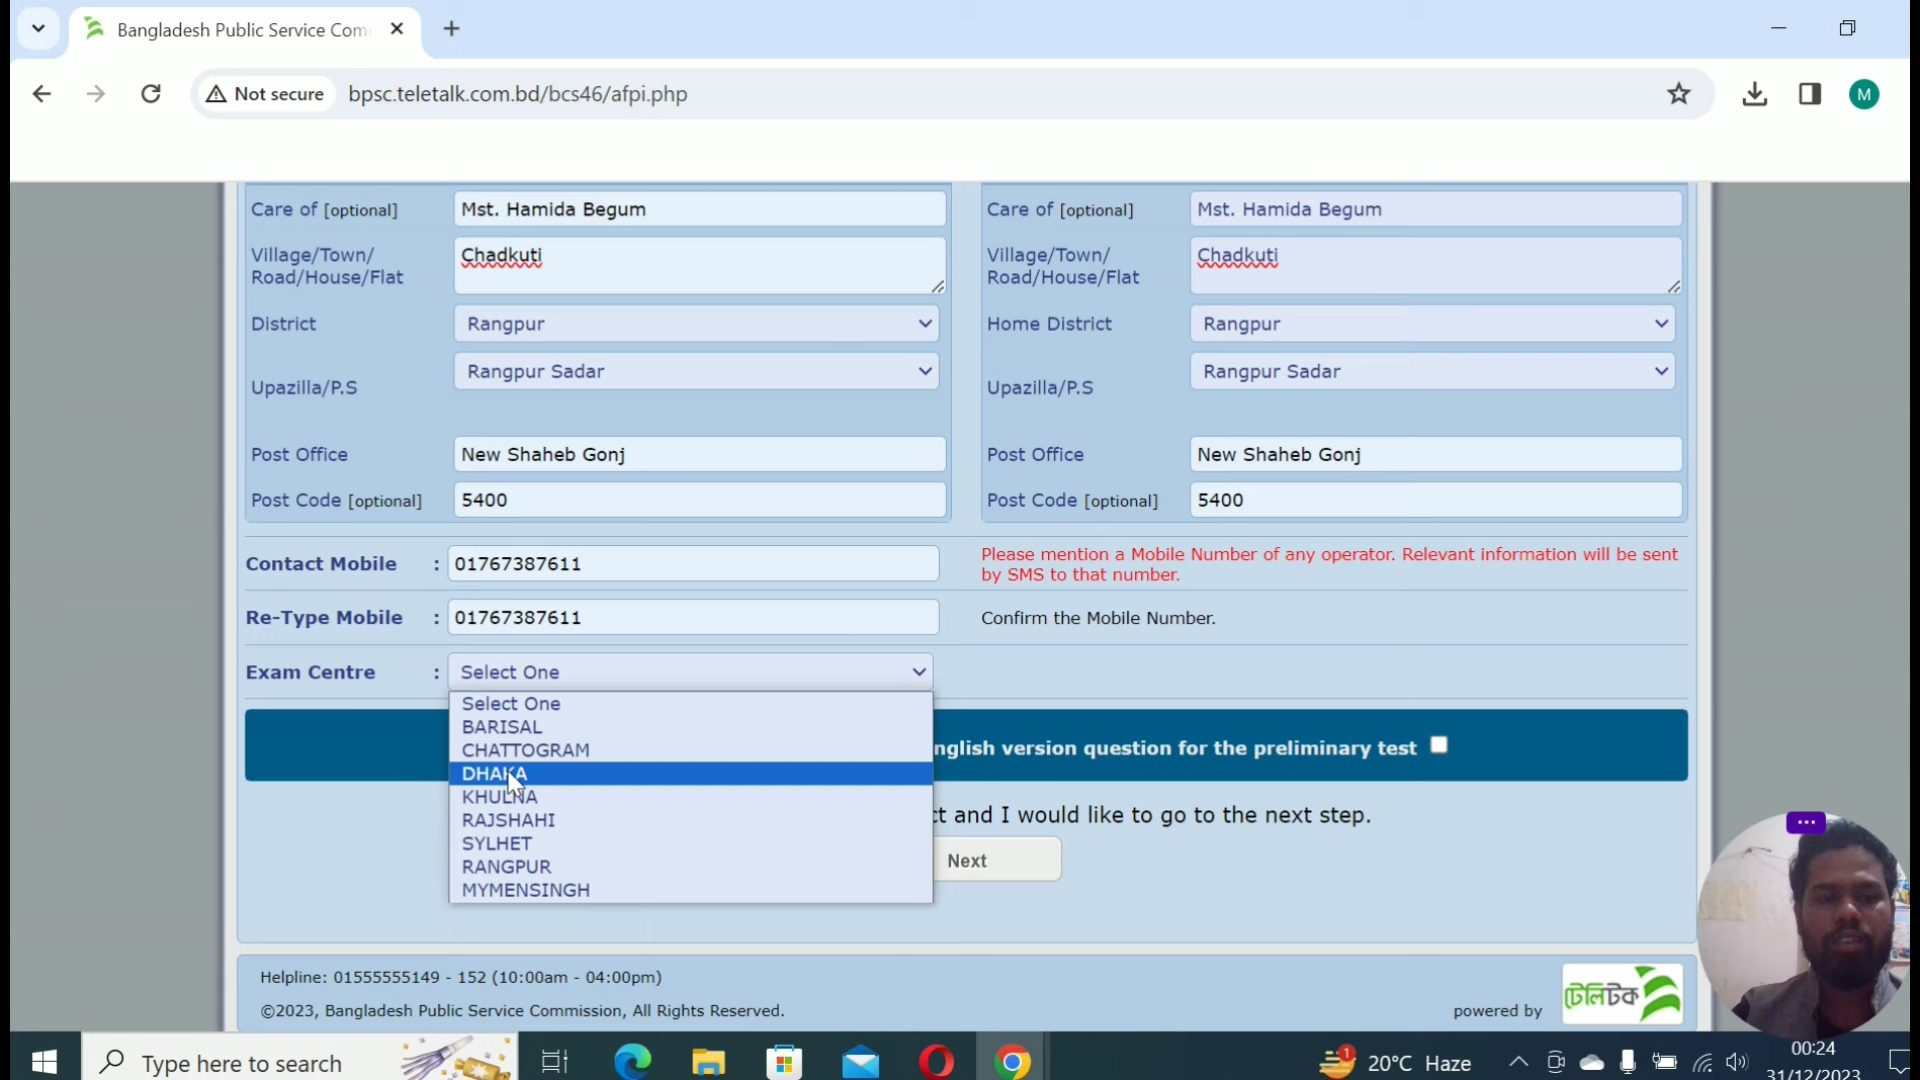 Bangladesh Public Service Com
Not secure
bpsc.teletalk.com.bd/bcs46/afpi.php
M
Care of [optional]
Mst. Hamida Begum
Care of [optional]
Mst. Hamida Begum
Village/Town/
Road/House/Flat
Chadkuti
Village/Town/
Road/House/Flat
Chadkuti
District
Rangpur
Home District
Rangpur
Upazilla/P.S
Rangpur Sadar
Upazilla/P.S
Rangpur Sadar
Post Office
New Shaheb Gonj
Post Office
New Shaheb Gonj
Post Code [optional]
5400
Post Code [optional]
5400
Contact Mobile :
01767387611
Please mention a Mobile Number of any operator. Relevant information will be sent
by SMS to that number.
Re-Type Mobile :
01767387611
Confirm the Mobile Number.
Exam Centre :
Select One
Select One
BARISAL
CHATTOGRAM
DHAKA
KHULNA
RAJSHAHI
SYLHET
RANGPUR
MYMENSINGH
nglish version question for the preliminary test
ct and I would like to go to the next step.
Next
Helpline: 01555555149 - 152 (10:00am - 04:00pm)
©2023, Bangladesh Public Service Commission, All Rights Reserved.
powered by
টেলিটক
Type here to search
1
20°C Haze
00:24
31/12/2023